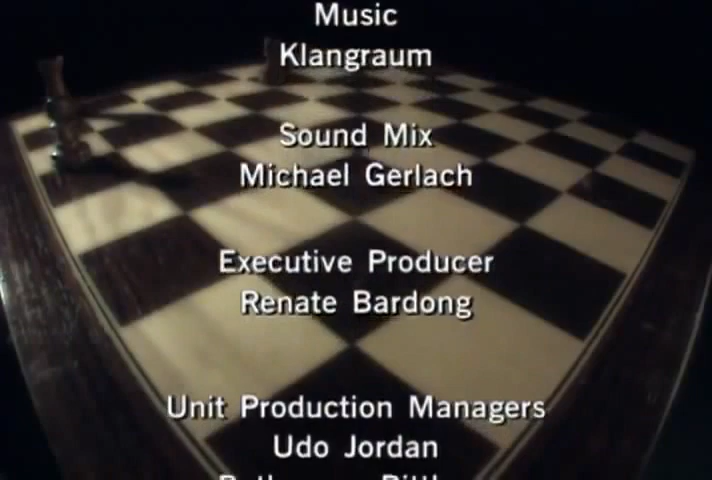 Music
Klangraum
Sound Mix
Michael Gerlach
Executive Producer
Renate Bardong
Unit Production Managers
Udo Jordan